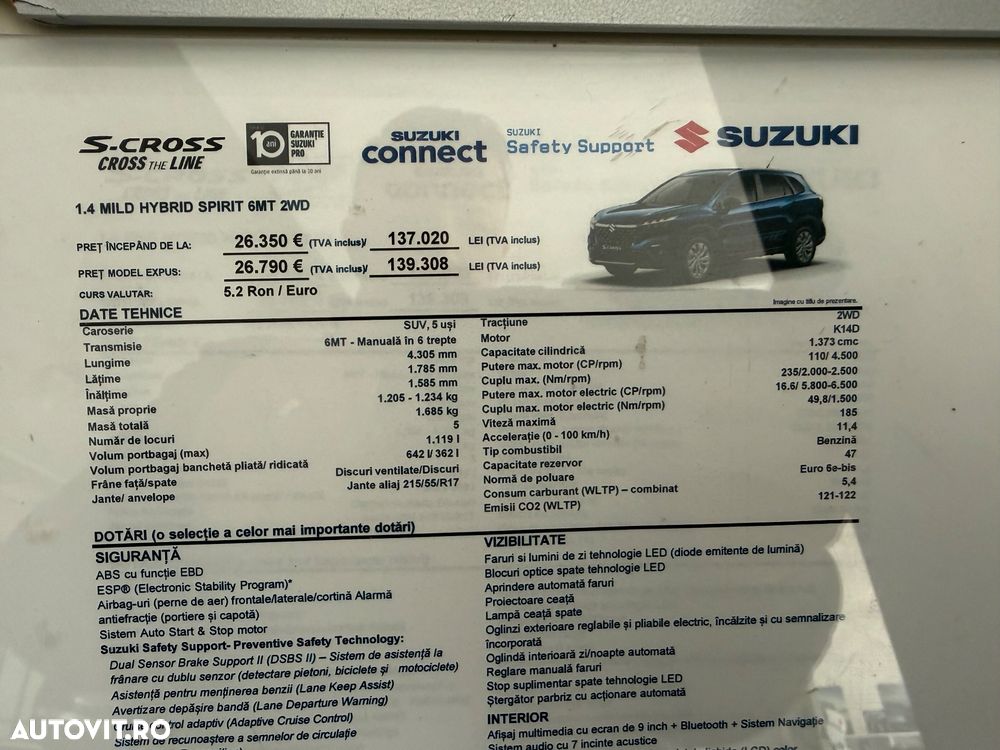 S-CROSS
CROSS THE LINE
10 ani
GARANȚIE
SUZUKI
PRO
Garanție extinsă până la 10 ani
SUZUKI
connect
SUZUKI
Safety Support
SUZUKI
1.4 MILD HYBRID SPIRIT 6MT 2WD
PREȚ ÎNCEPÂND DE LA: 26.350 € (TVA inclus)/ 137.020 LEI (TVA inclus)
PREȚ MODEL EXPUS: 26.790 € (TVA inclus)/ 139.308 LEI (TVA inclus)
CURS VALUTAR: 5.2 Ron / Euro
Imagine cu titlu de prezentare.
DATE TEHNICE
Caroserie SUV, 5 uși
Transmisie 6MT - Manuală în 6 trepte
Lungime 4.305 mm
Lățime 1.785 mm
Înălțime 1.585 mm
Masă proprie 1.205 - 1.234 kg
Masă totală 1.685 kg
Număr de locuri 5
Volum portbagaj (max) 1.119 l
Volum portbagaj banchetă pliată/ ridicată 642 l/ 362 l
Frâne față/spate Discuri ventilate/Discuri
Jante/ anvelope Jante aliaj 215/55/R17
Tracțiune 2WD
Motor K14D
Capacitate cilindrică 1.373 cmc
Putere max. motor (CP/rpm) 110/ 4.500
Cuplu max. (Nm/rpm) 235/2.000-2.500
Putere max. motor electric (CP/rpm) 16.6/ 5.800-6.500
Cuplu max. motor electric (Nm/rpm) 49,8/1.500
Viteză maximă 185
Accelerație (0 - 100 km/h) 11,4
Tip combustibil Benzină
Capacitate rezervor 47
Normă de poluare Euro 6e-bis
Consum carburant (WLTP) – combinat 5,4
Emisii CO2 (WLTP) 121-122
DOTĂRI (o selecție a celor mai importante dotări)
SIGURANȚĂ
ABS cu funcție EBD
ESP® (Electronic Stability Program)*
Airbag-uri (perne de aer) frontale/laterale/cortină Alarmă
antiefracție (portiere și capotă)
Sistem Auto Start & Stop motor
Suzuki Safety Support- Preventive Safety Technology:
Dual Sensor Brake Support II (DSBS II) – Sistem de asistență la
frânare cu dublu senzor (detectare pietoni, biciclete și motociclete)
Asistență pentru menținerea benzii (Lane Keep Assist)
Avertizare depășire bandă (Lane Departure Warning)
control adaptiv (Adaptive Cruise Control)
Sistem de recunoaștere a semnelor de circulație
VIZIBILITATE
Faruri si lumini de zi tehnologie LED (diode emitente de lumină)
Blocuri optice spate tehnologie LED
Aprindere automată faruri
Proiectoare ceață
Lampă ceață spate
Oglinzi exterioare reglabile și pliabile electric, încălzite și cu semnalizare
încorporată
Oglindă interioară zi/noapte automată
Reglare manuală faruri
Stop suplimentar spate tehnologie LED
Ștergător parbriz cu acționare automată
INTERIOR
Afișaj multimedia cu ecran de 9 inch + Bluetooth + Sistem Navigație
Sistem audio cu 7 incinte acustice
AUTOVIT.RO